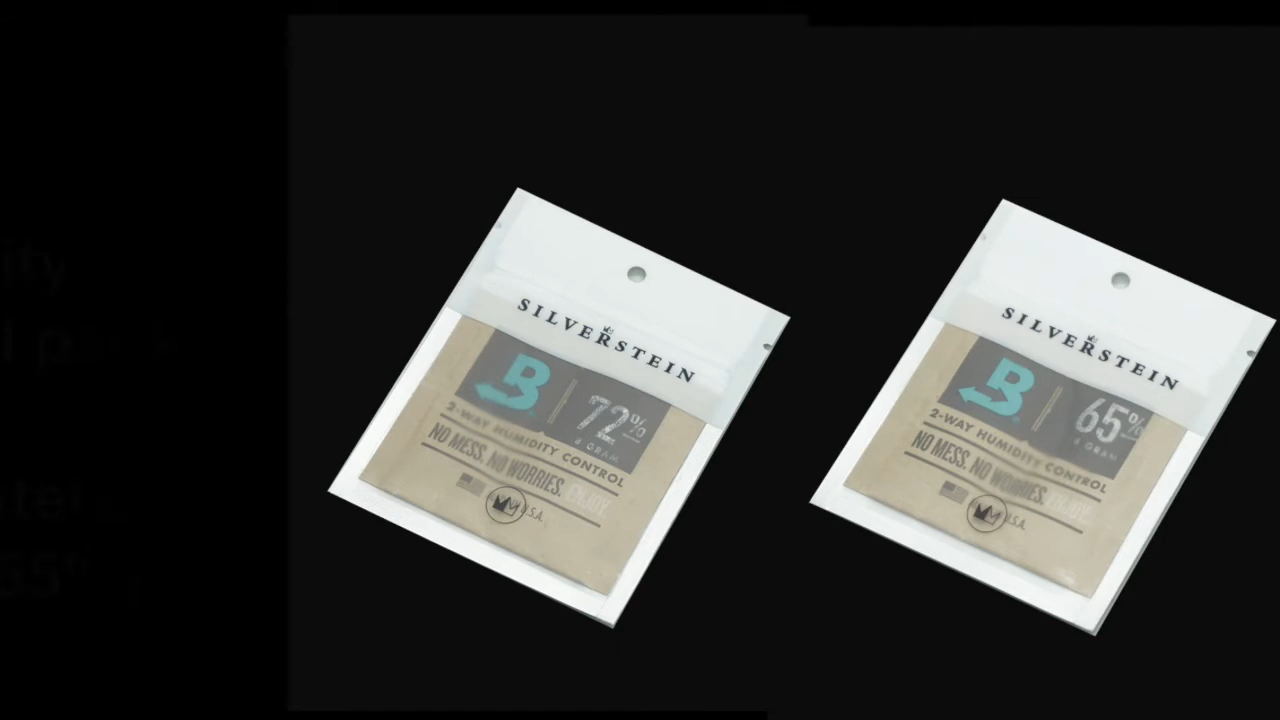 SILVERSTEIN
B
72%
8 GRAM
2-WAY HUMIDITY CONTROL
NO MESS. NO WORRIES. ENJOY.
U.S.A.
SILVERSTEIN
B
65%
8 GRAM
2-WAY HUMIDITY CONTROL
NO MESS. NO WORRIES. ENJOY.
U.S.A.